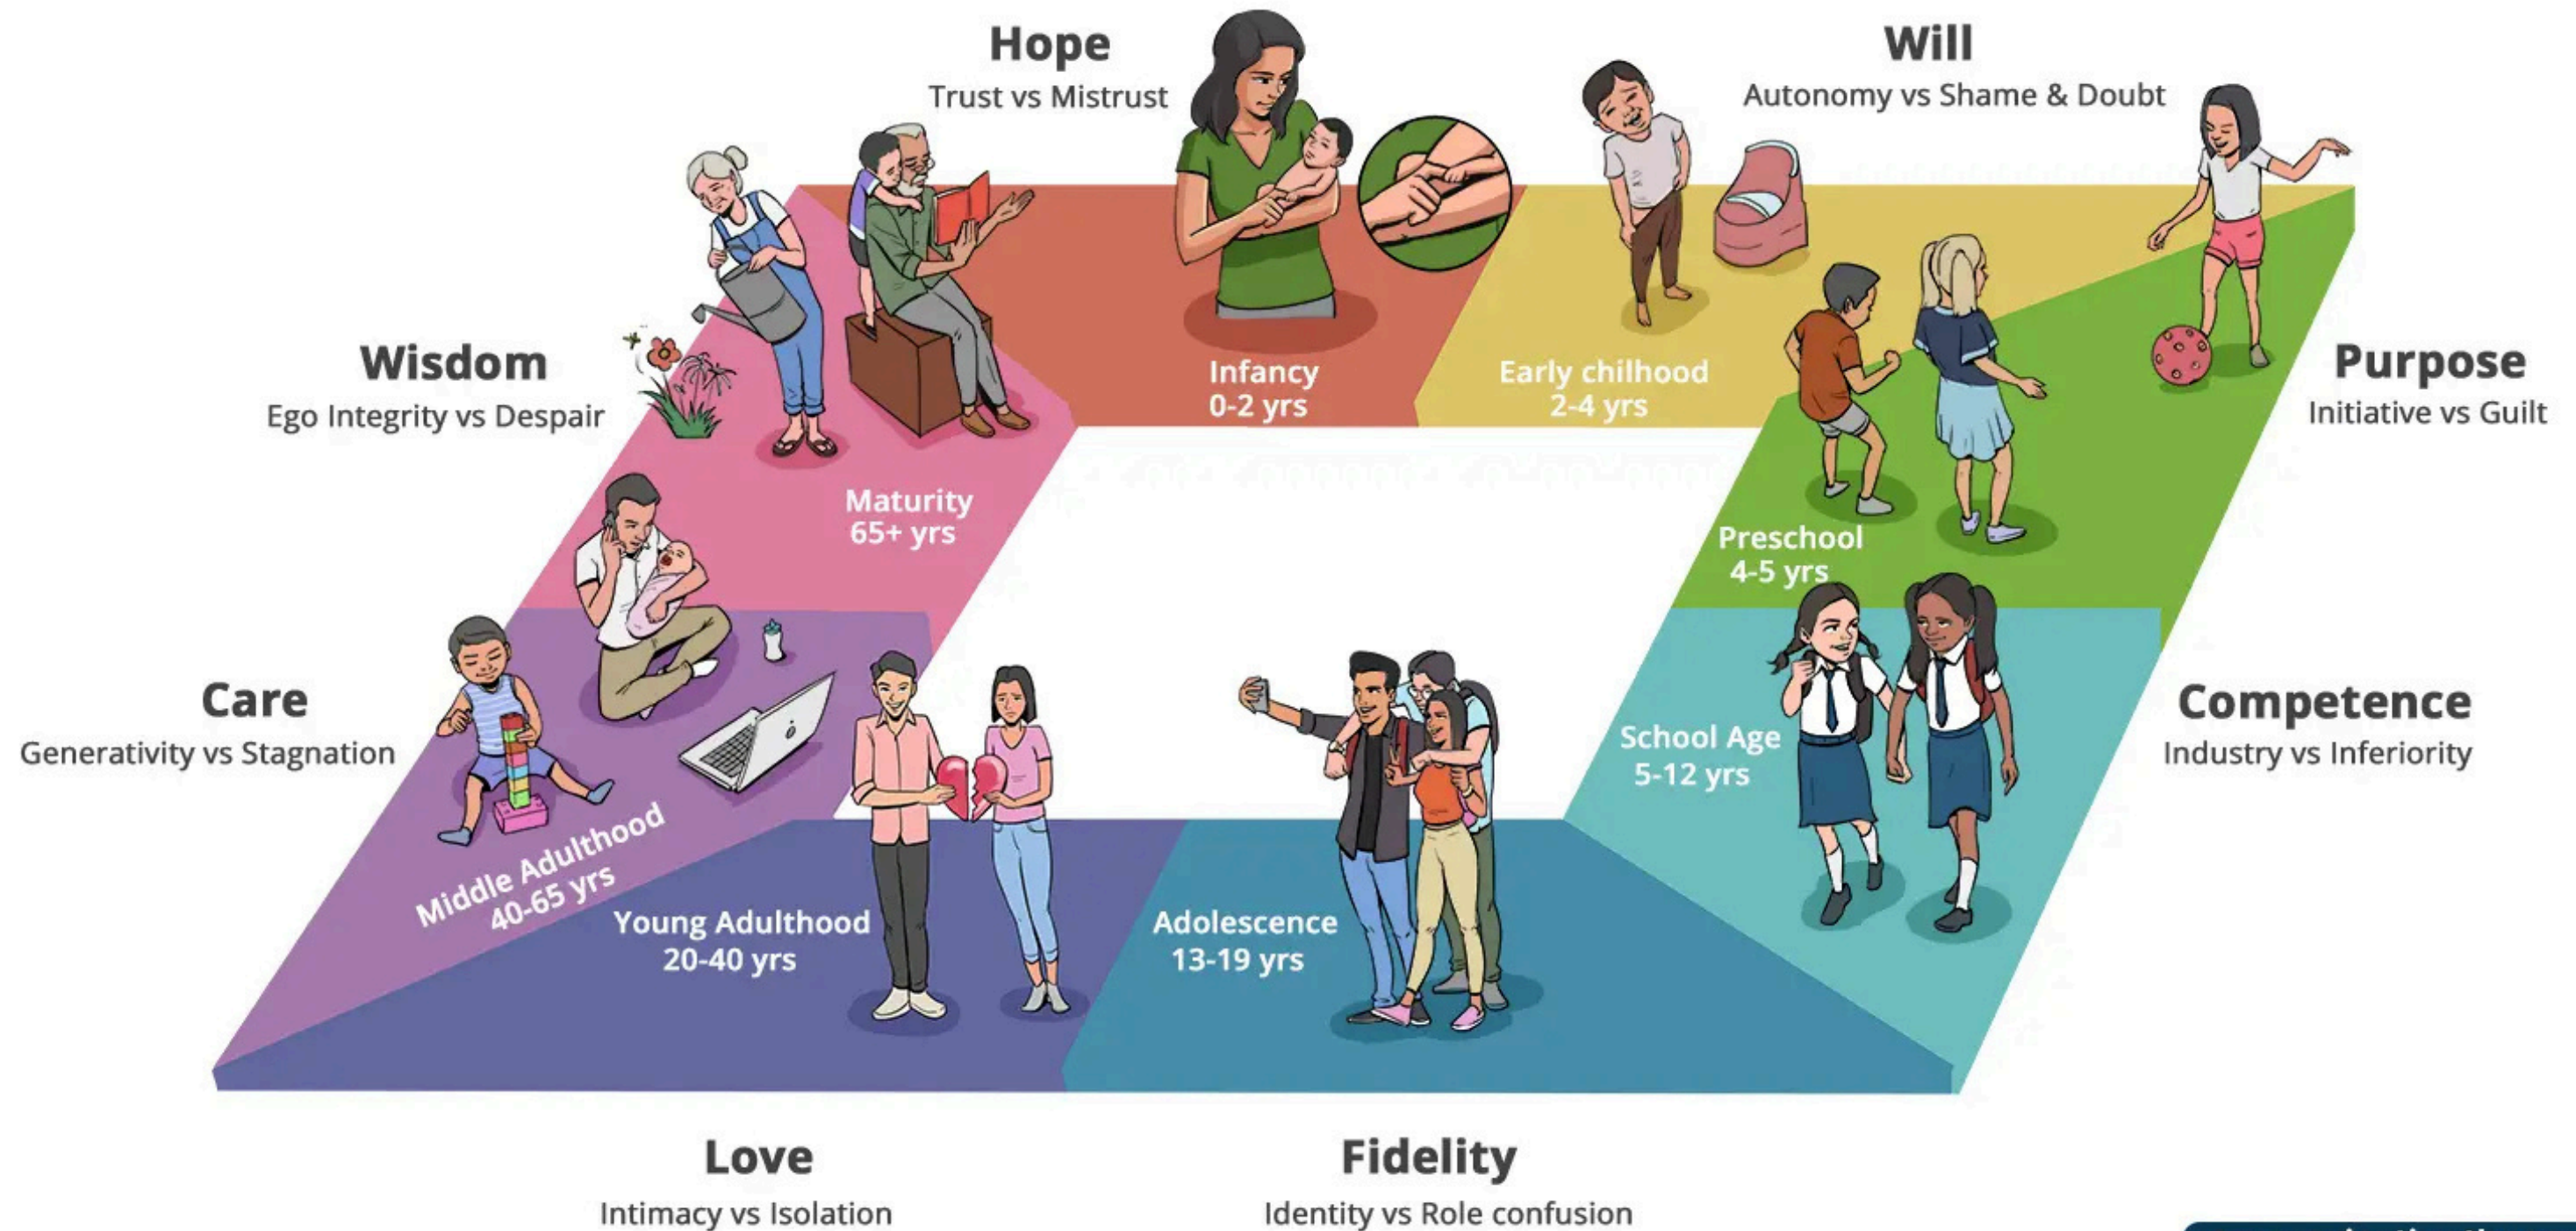 Hope
Trust vs Mistrust
Will
Autonomy vs Shame & Doubt
Infancy
0-2 yrs
Early chilhood
2-4 yrs
Wisdom
Ego Integrity vs Despair
Purpose
Initiative vs Guilt
Maturity
65+ yrs
Preschool
4-5 yrs
Care
Generativity vs Stagnation
School Age
5-12 yrs
Competence
Industry vs Inferiority
Middle Adulthood
40-65 yrs
Young Adulthood
20-40 yrs
Adolescence
13-19 yrs
Love
Intimacy vs Isolation
Fidelity
Identity vs Role confusion